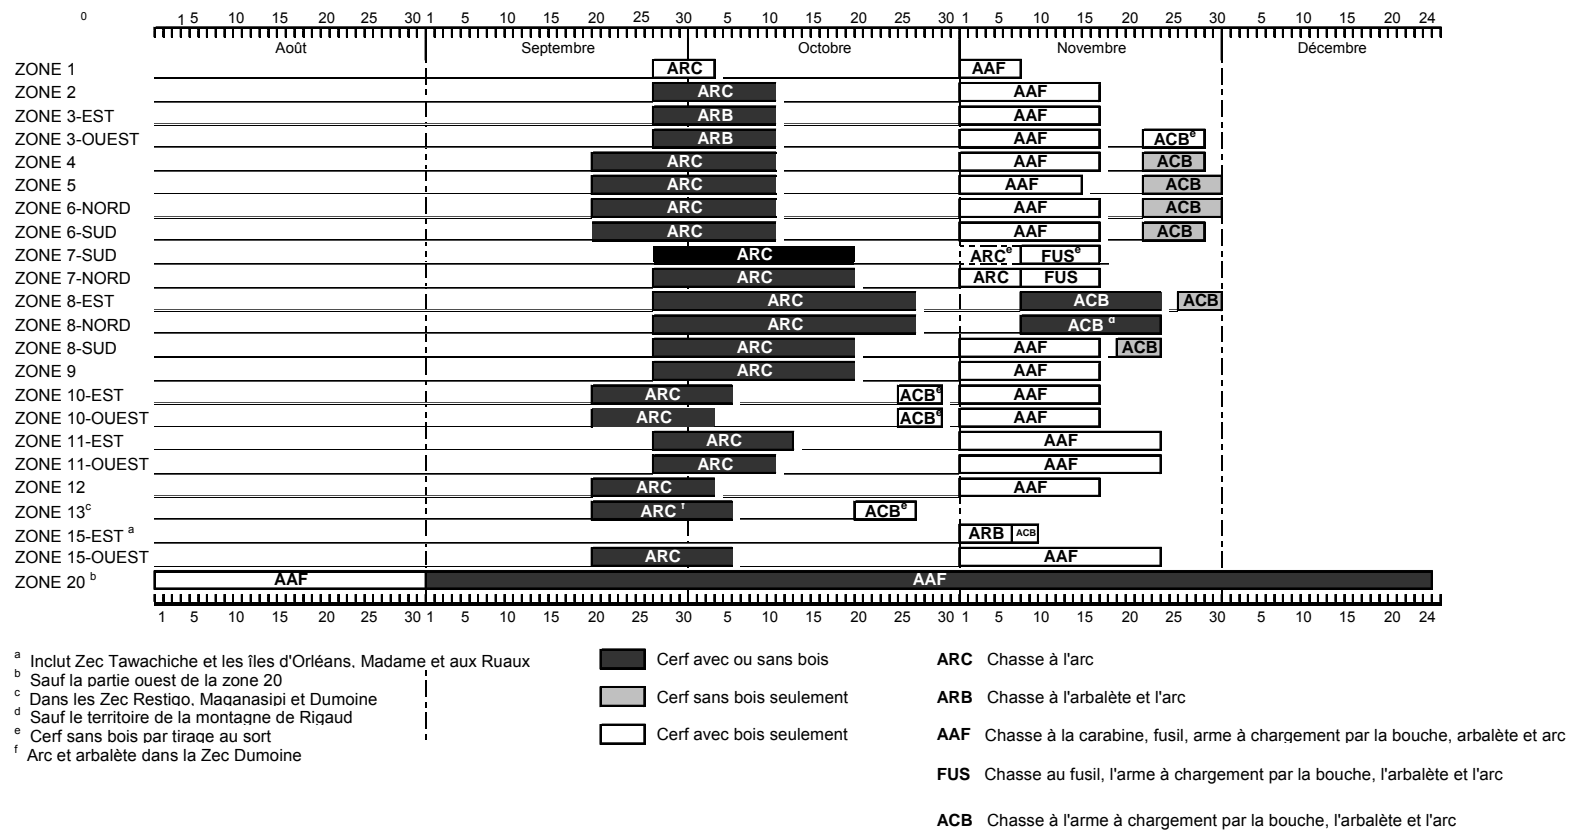 0 1 5 10 15 20 25 30 1 5 10 15 20 25 30 5 10 15 20 25 30 1 5 10 15 20 25 30 5 10 15 20 24
Août Septembre Octobre Novembre Décembre
ZONE 1 ARC AAF
ZONE 2 ARC AAF
ZONE 3-EST ARB AAF
ZONE 3-OUEST ARB AAF ACB e
ZONE 4 ARC AAF ACB
ZONE 5 ARC AAF ACB
ZONE 6-NORD ARC AAF ACB
ZONE 6-SUD ARC AAF ACB
ZONE 7-SUD ARC ARC e FUS e
ZONE 7-NORD ARC ARC FUS
ZONE 8-EST ARC ACB ACB
ZONE 8-NORD ARC ACB d
ZONE 8-SUD ARC AAF ACB
ZONE 9 ARC AAF
ZONE 10-EST ARC ACB e AAF
ZONE 10-OUEST ARC ACB e AAF
ZONE 11-EST ARC AAF
ZONE 11-OUEST ARC AAF
ZONE 12 ARC AAF
ZONE 13 c ARC f ACB e
ZONE 15-EST a ARB ACB
ZONE 15-OUEST ARC AAF
ZONE 20 b AAF AAF
1 5 10 15 20 25 30 1 5 10 15 20 25 30 5 10 15 20 25 30 1 5 10 15 20 25 30 5 10 15 20 24
a Inclut Zec Tawachiche et les îles d'Orléans, Madame et aux Ruaux
b Sauf la partie ouest de la zone 20
c Dans les Zec Restigo, Maganasipi et Dumoine
d Sauf le territoire de la montagne de Rigaud
e Cerf sans bois par tirage au sort
f Arc et arbalète dans la Zec Dumoine
Cerf avec ou sans bois
Cerf sans bois seulement
Cerf avec bois seulement
ARC Chasse à l'arc
ARB Chasse à l'arbalète et l'arc
AAF Chasse à la carabine, fusil, arme à chargement par la bouche, arbalète et arc
FUS Chasse au fusil, l'arme à chargement par la bouche, l'arbalète et l'arc
ACB Chasse à l'arme à chargement par la bouche, l'arbalète et l'arc